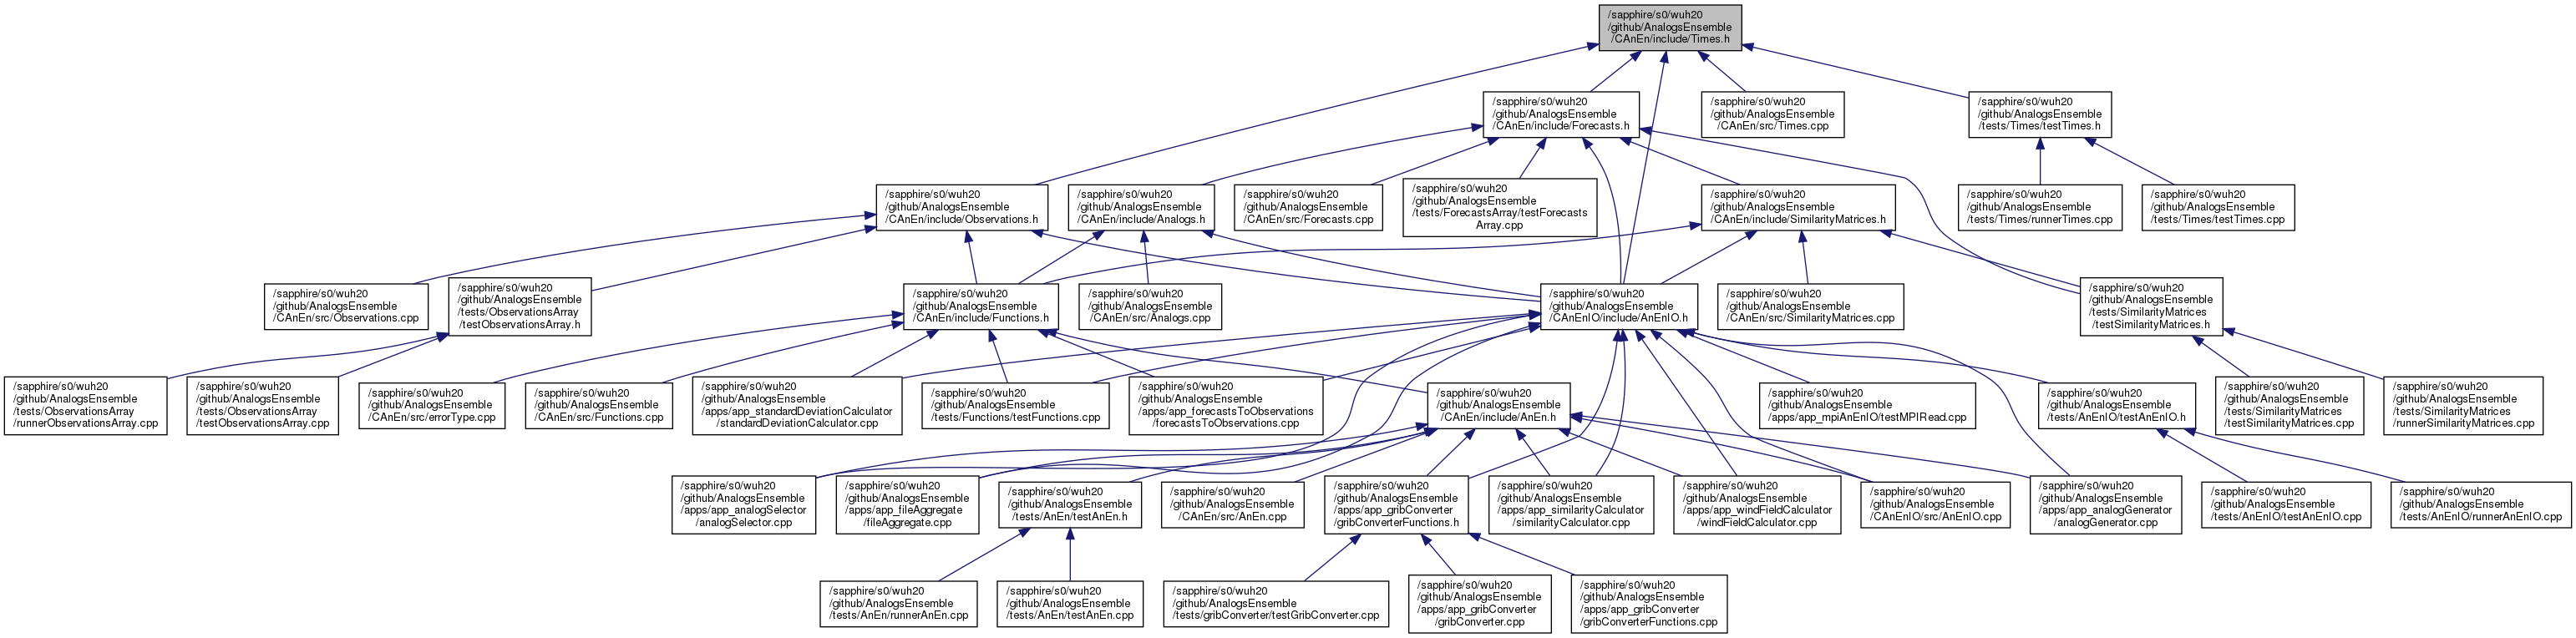 /sapphire/s0/wuh20
/github/AnalogsEnsemble
/CAnEn/include/Times.h
/sapphire/s0/wuh20
/github/AnalogsEnsemble
/CAnEn/include/Forecasts.h
/sapphire/s0/wuh20
/github/AnalogsEnsemble
/CAnEn/src/Times.cpp
/sapphire/s0/wuh20
/github/AnalogsEnsemble
/tests/Times/testTimes.h
/sapphire/s0/wuh20
/github/AnalogsEnsemble
/CAnEn/include/Observations.h
/sapphire/s0/wuh20
/github/AnalogsEnsemble
/CAnEn/include/Analogs.h
/sapphire/s0/wuh20
/github/AnalogsEnsemble
/CAnEn/src/Forecasts.cpp
/sapphire/s0/wuh20
/github/AnalogsEnsemble
/tests/ForecastsArray/testForecasts
Array.cpp
/sapphire/s0/wuh20
/github/AnalogsEnsemble
/CAnEn/include/SimilarityMatrices.h
/sapphire/s0/wuh20
/github/AnalogsEnsemble
/tests/Times/runnerTimes.cpp
/sapphire/s0/wuh20
/github/AnalogsEnsemble
/tests/Times/testTimes.cpp
/sapphire/s0/wuh20
/github/AnalogsEnsemble
/CAnEn/src/Observations.cpp
/sapphire/s0/wuh20
/github/AnalogsEnsemble
/tests/ObservationsArray
/testObservationsArray.h
/sapphire/s0/wuh20
/github/AnalogsEnsemble
/CAnEn/include/Functions.h
/sapphire/s0/wuh20
/github/AnalogsEnsemble
/CAnEn/src/Analogs.cpp
/sapphire/s0/wuh20
/github/AnalogsEnsemble
/CAnEnIO/include/AnEnIO.h
/sapphire/s0/wuh20
/github/AnalogsEnsemble
/CAnEn/src/SimilarityMatrices.cpp
/sapphire/s0/wuh20
/github/AnalogsEnsemble
/tests/SimilarityMatrices
/testSimilarityMatrices.h
/sapphire/s0/wuh20
/github/AnalogsEnsemble
/tests/ObservationsArray
/runnerObservationsArray.cpp
/sapphire/s0/wuh20
/github/AnalogsEnsemble
/tests/ObservationsArray
/testObservationsArray.cpp
/sapphire/s0/wuh20
/github/AnalogsEnsemble
/CAnEn/src/errorType.cpp
/sapphire/s0/wuh20
/github/AnalogsEnsemble
/CAnEn/src/Functions.cpp
/sapphire/s0/wuh20
/github/AnalogsEnsemble
/apps/app_standardDeviationCalculator
/standardDeviationCalculator.cpp
/sapphire/s0/wuh20
/github/AnalogsEnsemble
/tests/Functions/testFunctions.cpp
/sapphire/s0/wuh20
/github/AnalogsEnsemble
/apps/app_forecastsToObservations
/forecastsToObservations.cpp
/sapphire/s0/wuh20
/github/AnalogsEnsemble
/CAnEn/include/AnEn.h
/sapphire/s0/wuh20
/github/AnalogsEnsemble
/apps/app_mpiAnEnIO/testMPIRead.cpp
/sapphire/s0/wuh20
/github/AnalogsEnsemble
/tests/AnEnIO/testAnEnIO.h
/sapphire/s0/wuh20
/github/AnalogsEnsemble
/tests/SimilarityMatrices
/testSimilarityMatrices.cpp
/sapphire/s0/wuh20
/github/AnalogsEnsemble
/tests/SimilarityMatrices
/runnerSimilarityMatrices.cpp
/sapphire/s0/wuh20
/github/AnalogsEnsemble
/apps/app_analogSelector
/analogSelector.cpp
/sapphire/s0/wuh20
/github/AnalogsEnsemble
/apps/app_fileAggregate
/fileAggregate.cpp
/sapphire/s0/wuh20
/github/AnalogsEnsemble
/tests/AnEn/testAnEn.h
/sapphire/s0/wuh20
/github/AnalogsEnsemble
/CAnEn/src/AnEn.cpp
/sapphire/s0/wuh20
/github/AnalogsEnsemble
/apps/app_gribConverter
/gribConverterFunctions.h
/sapphire/s0/wuh20
/github/AnalogsEnsemble
/apps/app_similarityCalculator
/similarityCalculator.cpp
/sapphire/s0/wuh20
/github/AnalogsEnsemble
/apps/app_windFieldCalculator
/windFieldCalculator.cpp
/sapphire/s0/wuh20
/github/AnalogsEnsemble
/CAnEnIO/src/AnEnIO.cpp
/sapphire/s0/wuh20
/github/AnalogsEnsemble
/apps/app_analogGenerator
/analogGenerator.cpp
/sapphire/s0/wuh20
/github/AnalogsEnsemble
/tests/AnEnIO/testAnEnIO.cpp
/sapphire/s0/wuh20
/github/AnalogsEnsemble
/tests/AnEnIO/runnerAnEnIO.cpp
/sapphire/s0/wuh20
/github/AnalogsEnsemble
/tests/AnEn/runnerAnEn.cpp
/sapphire/s0/wuh20
/github/AnalogsEnsemble
/tests/AnEn/testAnEn.cpp
/sapphire/s0/wuh20
/github/AnalogsEnsemble
/tests/gribConverter/testGribConverter.cpp
/sapphire/s0/wuh20
/github/AnalogsEnsemble
/apps/app_gribConverter
/gribConverter.cpp
/sapphire/s0/wuh20
/github/AnalogsEnsemble
/apps/app_gribConverter
/gribConverterFunctions.cpp